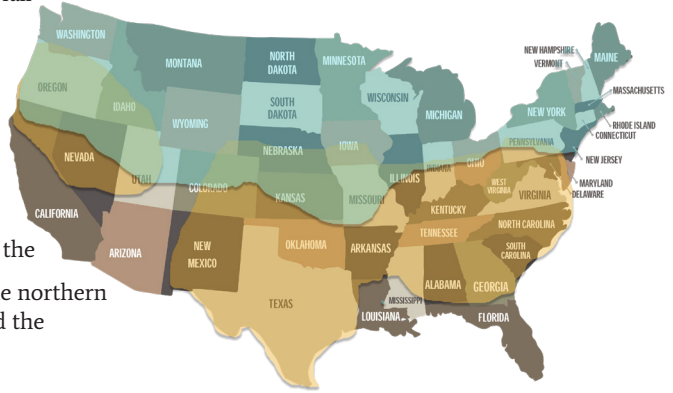 WASHINGTON
MONTANA
NORTH
DAKOTA
MINNESOTA
NEW HAMPSHIRE
VERMONT
MAINE
OREGON
IDAHO
WYOMING
SOUTH
DAKOTA
WISCONSIN
MICHIGAN
NEW YORK
MASSACHUSETTS
RHODE ISLAND
CONNECTICUT
NEVADA
UTAH
COLORADO
NEBRASKA
IOWA
ILLINOIS
INDIANA
OHIO
PENNSYLVANIA
NEW JERSEY
MARYLAND
DELAWARE
CALIFORNIA
KANSAS
MISSOURI
KENTUCKY
WEST
VIRGINIA
VIRGINIA
ARIZONA
NEW
MEXICO
OKLAHOMA
ARKANSAS
TENNESSEE
NORTH CAROLINA
SOUTH
CAROLINA
TEXAS
LOUISIANA
MISSISSIPPI
ALABAMA
GEORGIA
FLORIDA
the
northern
the